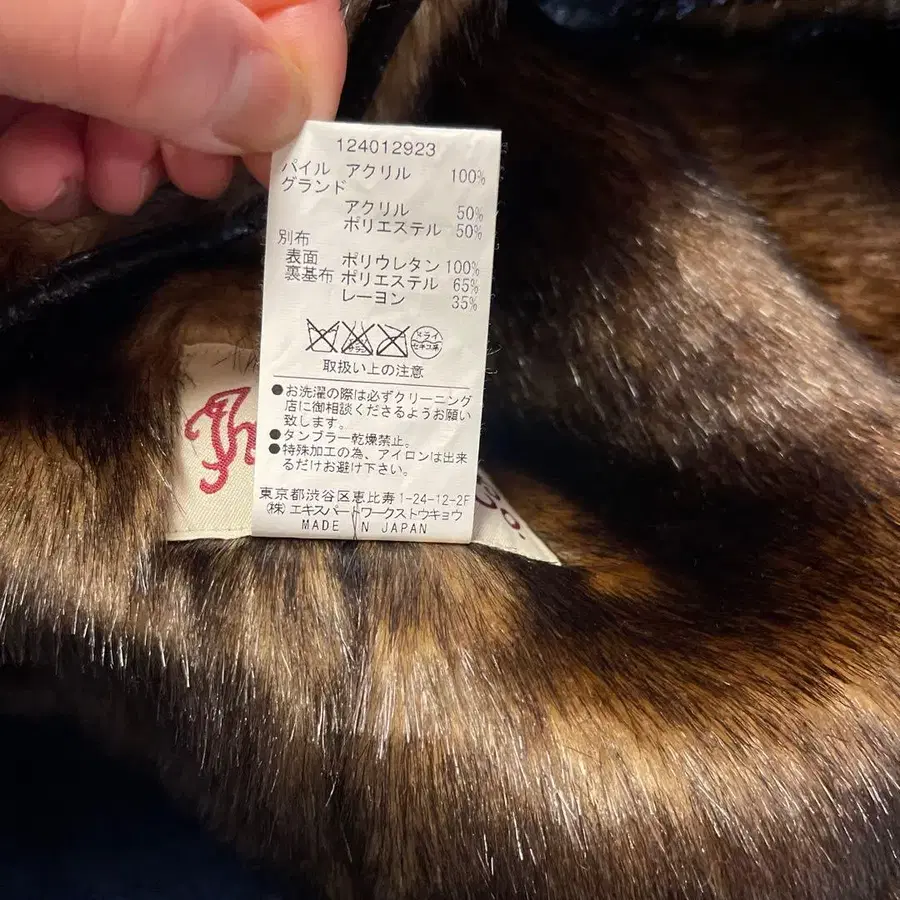 124012923
パイル アクリル 100%
グランド
アクリル 50%
ポリエステル 50%
別布
表面 ポリウレタン 100%
裏基布 ポリエステル 65%
レーヨン 35%
ドライ
セキユ系
取扱い上の注意
●お洗濯の際は必ずクリーニング
店に御相談くださるようお願い
致します。
●タンブラー乾燥禁止。
●特殊加工の為、アイロンは出来
るだけお避け下さい。
東京都渋谷区恵比寿1-24-12-2F
(株)エキスパートワークストウキョウ
MADE IN JAPAN
Th